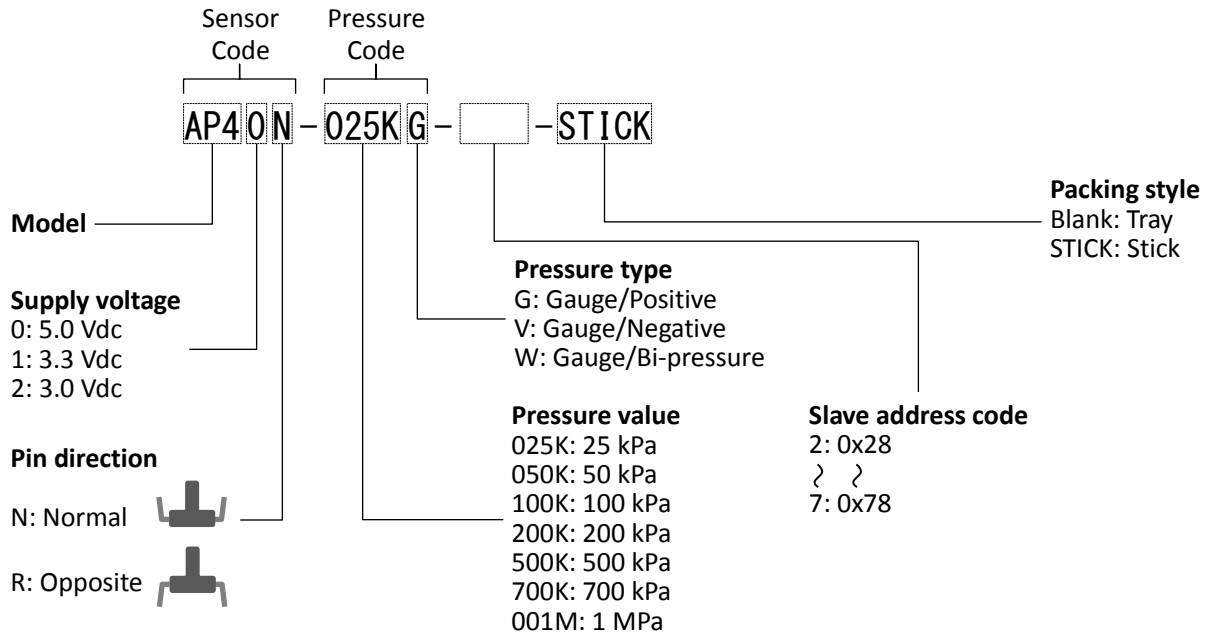 Sensor Code
Pressure Code
AP40N-025KG- -STICK
Model
Supply voltage
0: 5.0 Vdc
1: 3.3 Vdc
2: 3.0 Vdc
Pin direction
N: Normal
R: Opposite
Pressure type
G: Gauge/Positive
V: Gauge/Negative
W: Gauge/Bi-pressure
Pressure value
025K: 25 kPa
050K: 50 kPa
100K: 100 kPa
200K: 200 kPa
500K: 500 kPa
700K: 700 kPa
001M: 1 MPa
Slave address code
2: 0x28
≀ ≀
7: 0x78
Packing style
Blank: Tray
STICK: Stick